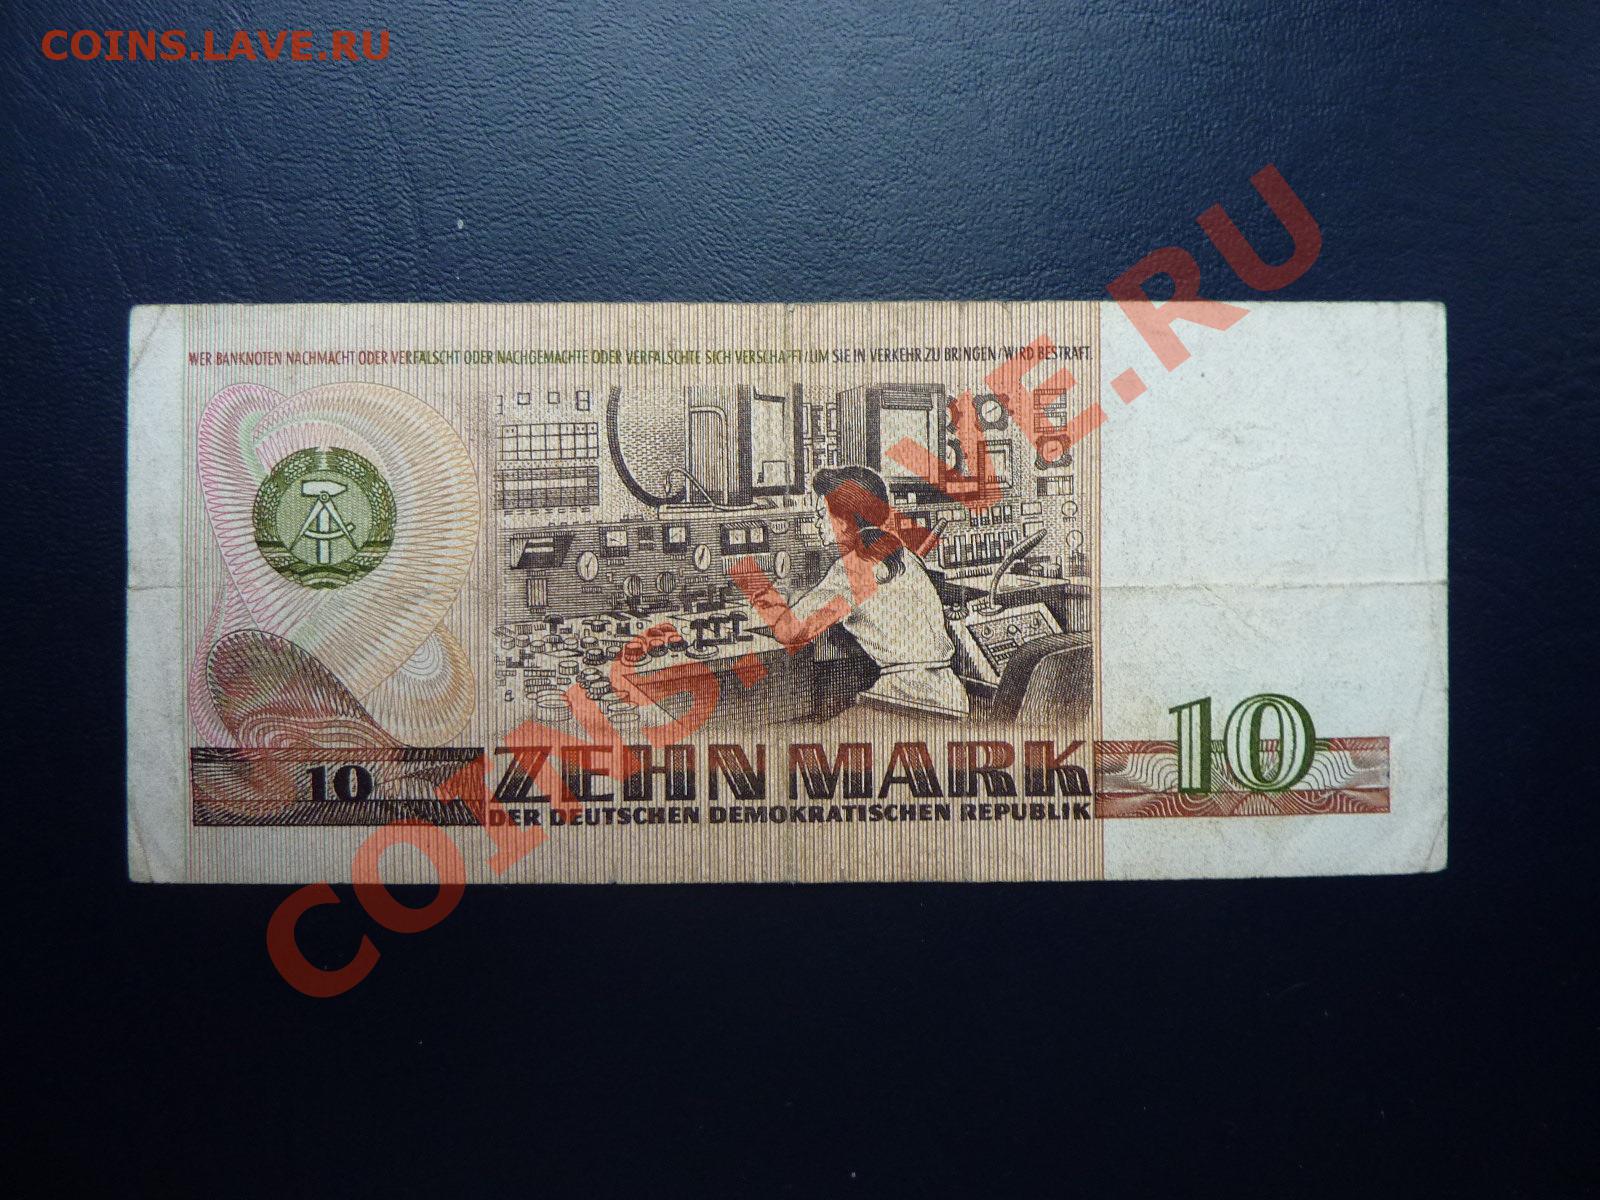 COINS.LAVE.RU
WER BANKNOTEN NACHMACHT ODER VERFÄLSCHT ODER NACHGEMACHTE ODER VERFÄLSCHTE SICH VERSCHAFFT/UM SIE IN VERKEHR ZU BRINGEN/WIRD BESTRAFT.
10
ZEHN MARK
DER DEUTSCHEN DEMOKRATISCHEN REPUBLIK
10
COINS.LAVE.RU